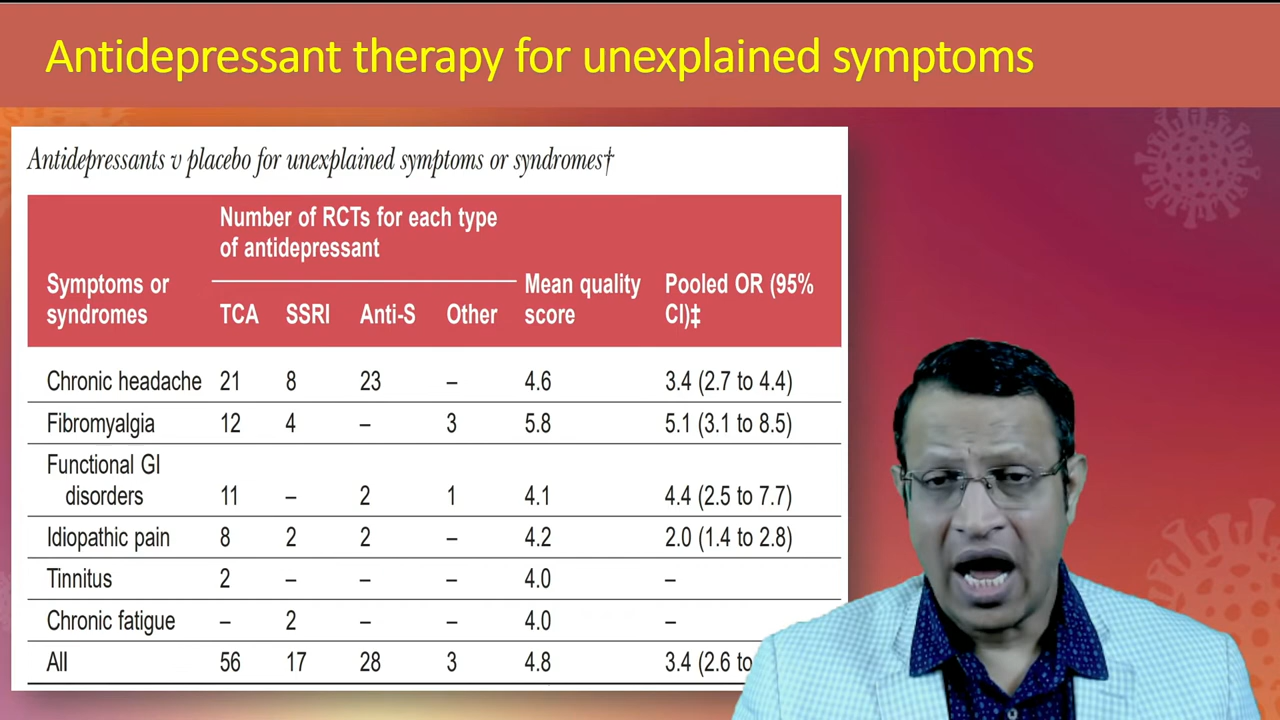 Antidepressant therapy for unexplained symptoms
Antidepressants v placebo for unexplained symptoms or syndromes†
Number of RCTs for each type
of antidepressant
Symptoms or
syndromes
TCA SSRI Anti-S Other
Mean quality
score
Pooled OR (95%
CI)‡
Chronic headache 21 8 23 – 4.6 3.4 (2.7 to 4.4)
Fibromyalgia 12 4 – 3 5.8 5.1 (3.1 to 8.5)
Functional GI
disorders 11 – 2 1 4.1 4.4 (2.5 to 7.7)
Idiopathic pain 8 2 2 – 4.2 2.0 (1.4 to 2.8)
Tinnitus 2 – – – 4.0 –
Chronic fatigue – 2 – – 4.0 –
All 56 17 28 3 4.8 3.4 (2.6 to